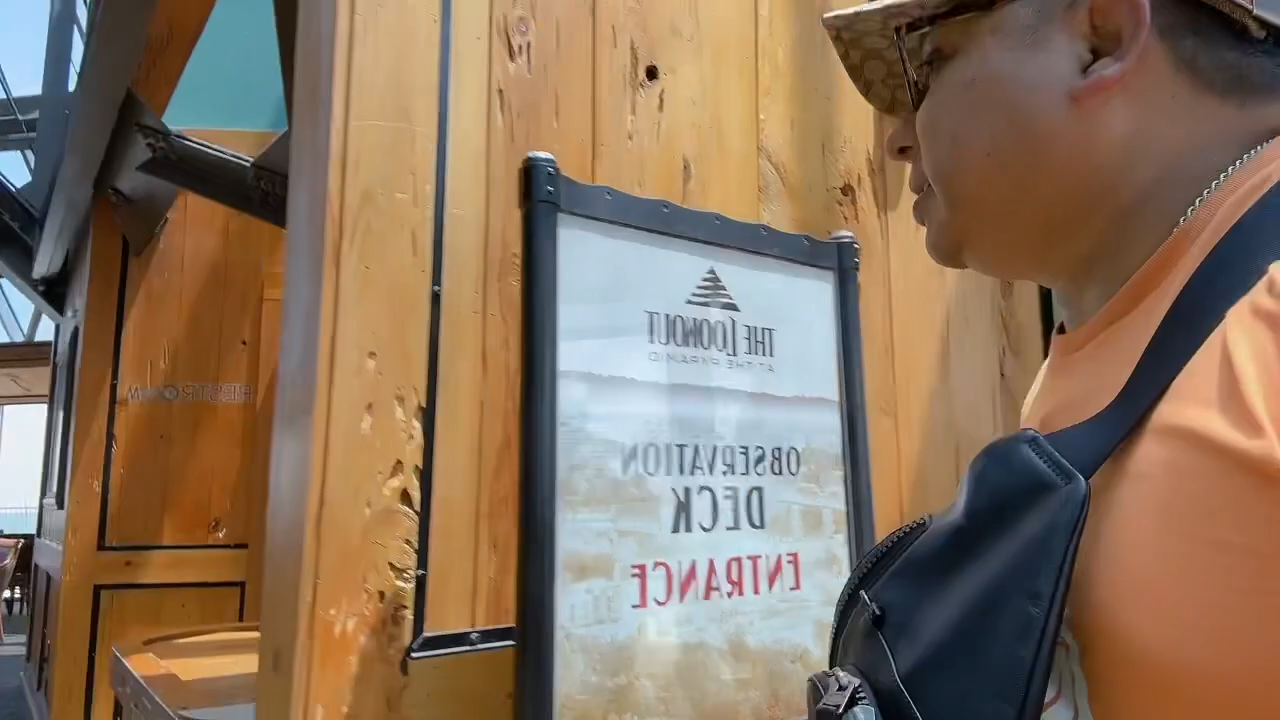 THE LOOKOUT
AT THE PYRAMID
OBSERVATION
DECK
ENTRANCE
RESTROOM